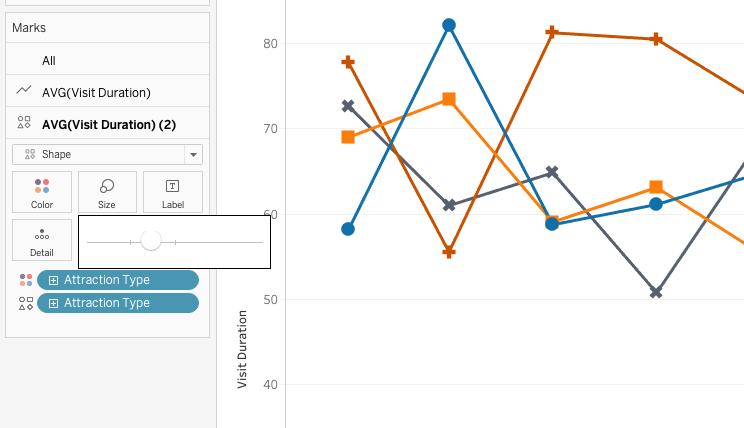 Marks
All
AVG(Visit Duration)
AVG(Visit Duration) (2)
Shape
Color Size Label
Detail
Attraction Type
Attraction Type
80
70
60
50
40
Visit Duration